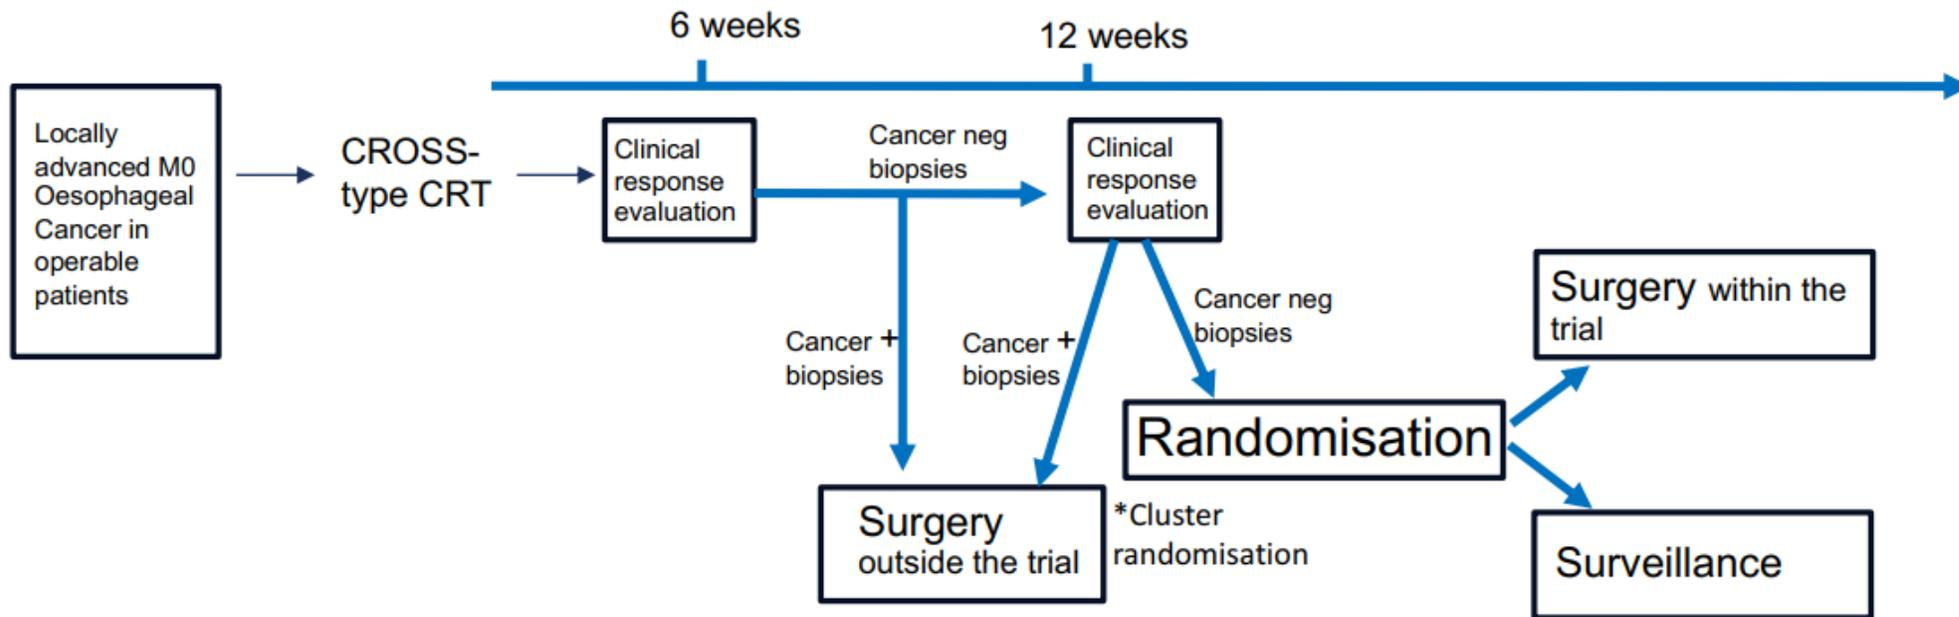 6 weeks
12 weeks
Locally
advanced M0
Oesophageal
Cancer in
operable
patients
CROSS-
type CRT
Clinical
response
evaluation
Cancer neg
biopsies
Clinical
response
evaluation
Cancer +
biopsies
Cancer +
biopsies
Cancer neg
biopsies
Surgery within the
trial
Randomisation
Surgery
outside the trial
*Cluster
randomisation
Surveillance